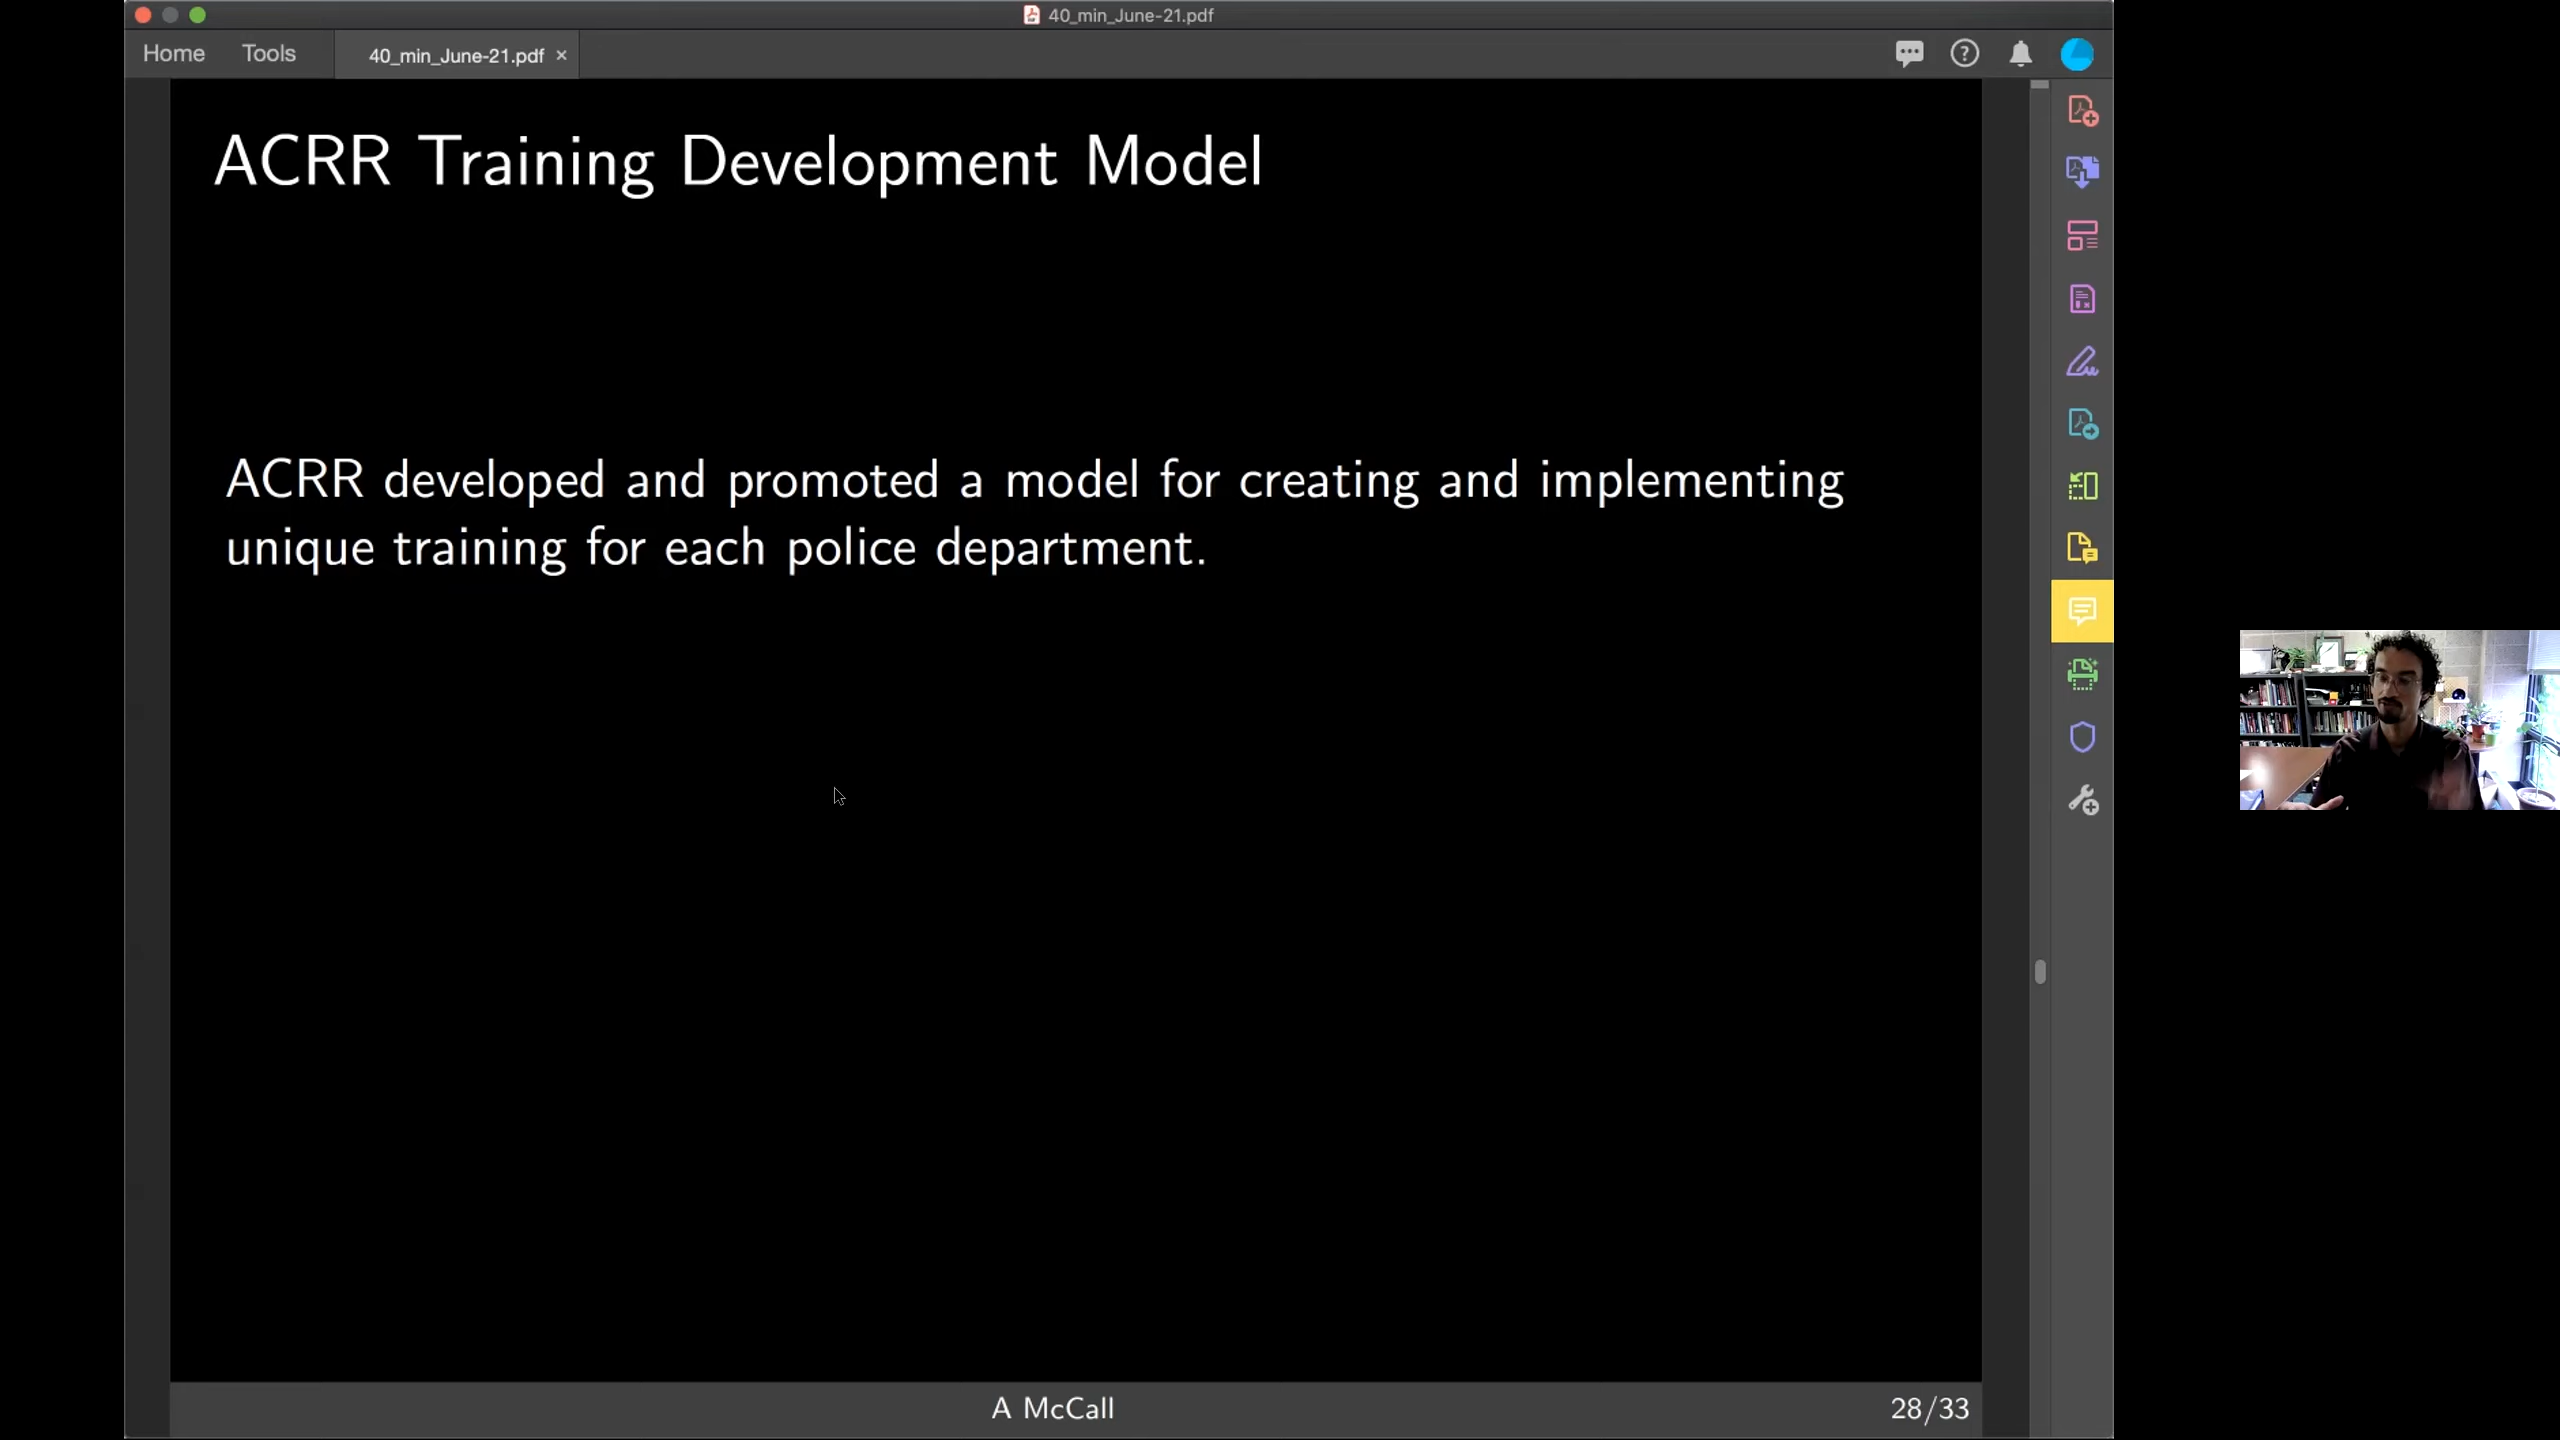 40_min_June-21.pdf
Home
Tools
40_min_June-21.pdf ×
ACRR Training Development Model
ACRR developed and promoted a model for creating and implementing
unique training for each police department.
A McCall
28/33